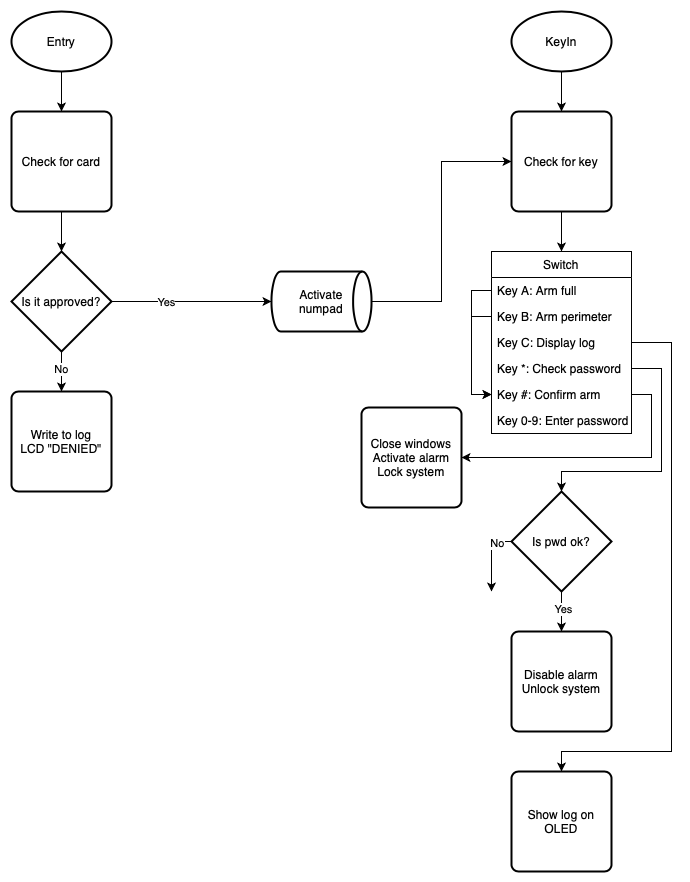 Entry
KeyIn
Check for card
Check for key
Switch
Is it approved?
Yes
Activate
numpad
Key A: Arm full
Key B: Arm perimeter
Key C: Display log
Key *: Check password
Key #: Confirm arm
Key 0-9: Enter password
No
Write to log
LCD "DENIED"
Close windows
Activate alarm
Lock system
Is pwd ok?
No
Yes
Disable alarm
Unlock system
Show log on
OLED